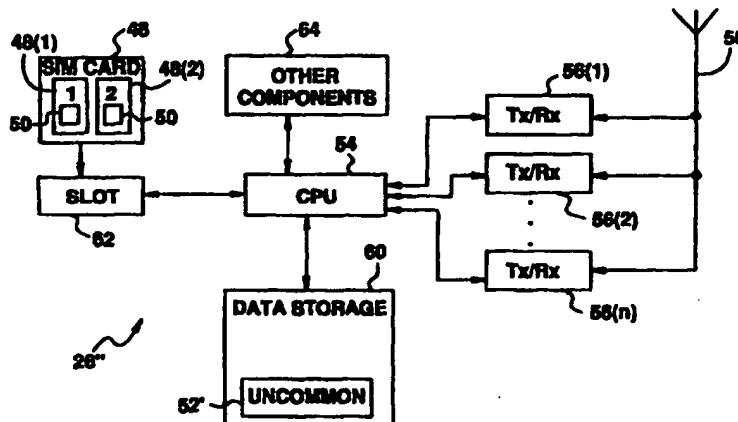 48
48(1)
SIM CARD
48(2)
1
2
50
50
64
OTHER
COMPONENTS
56(1)
Tx/Rx
54
SLOT
CPU
Tx/Rx
56(2)
62
Tx/Rx
60
56(n)
DATA STORAGE
26"
UNCOMMON
52'